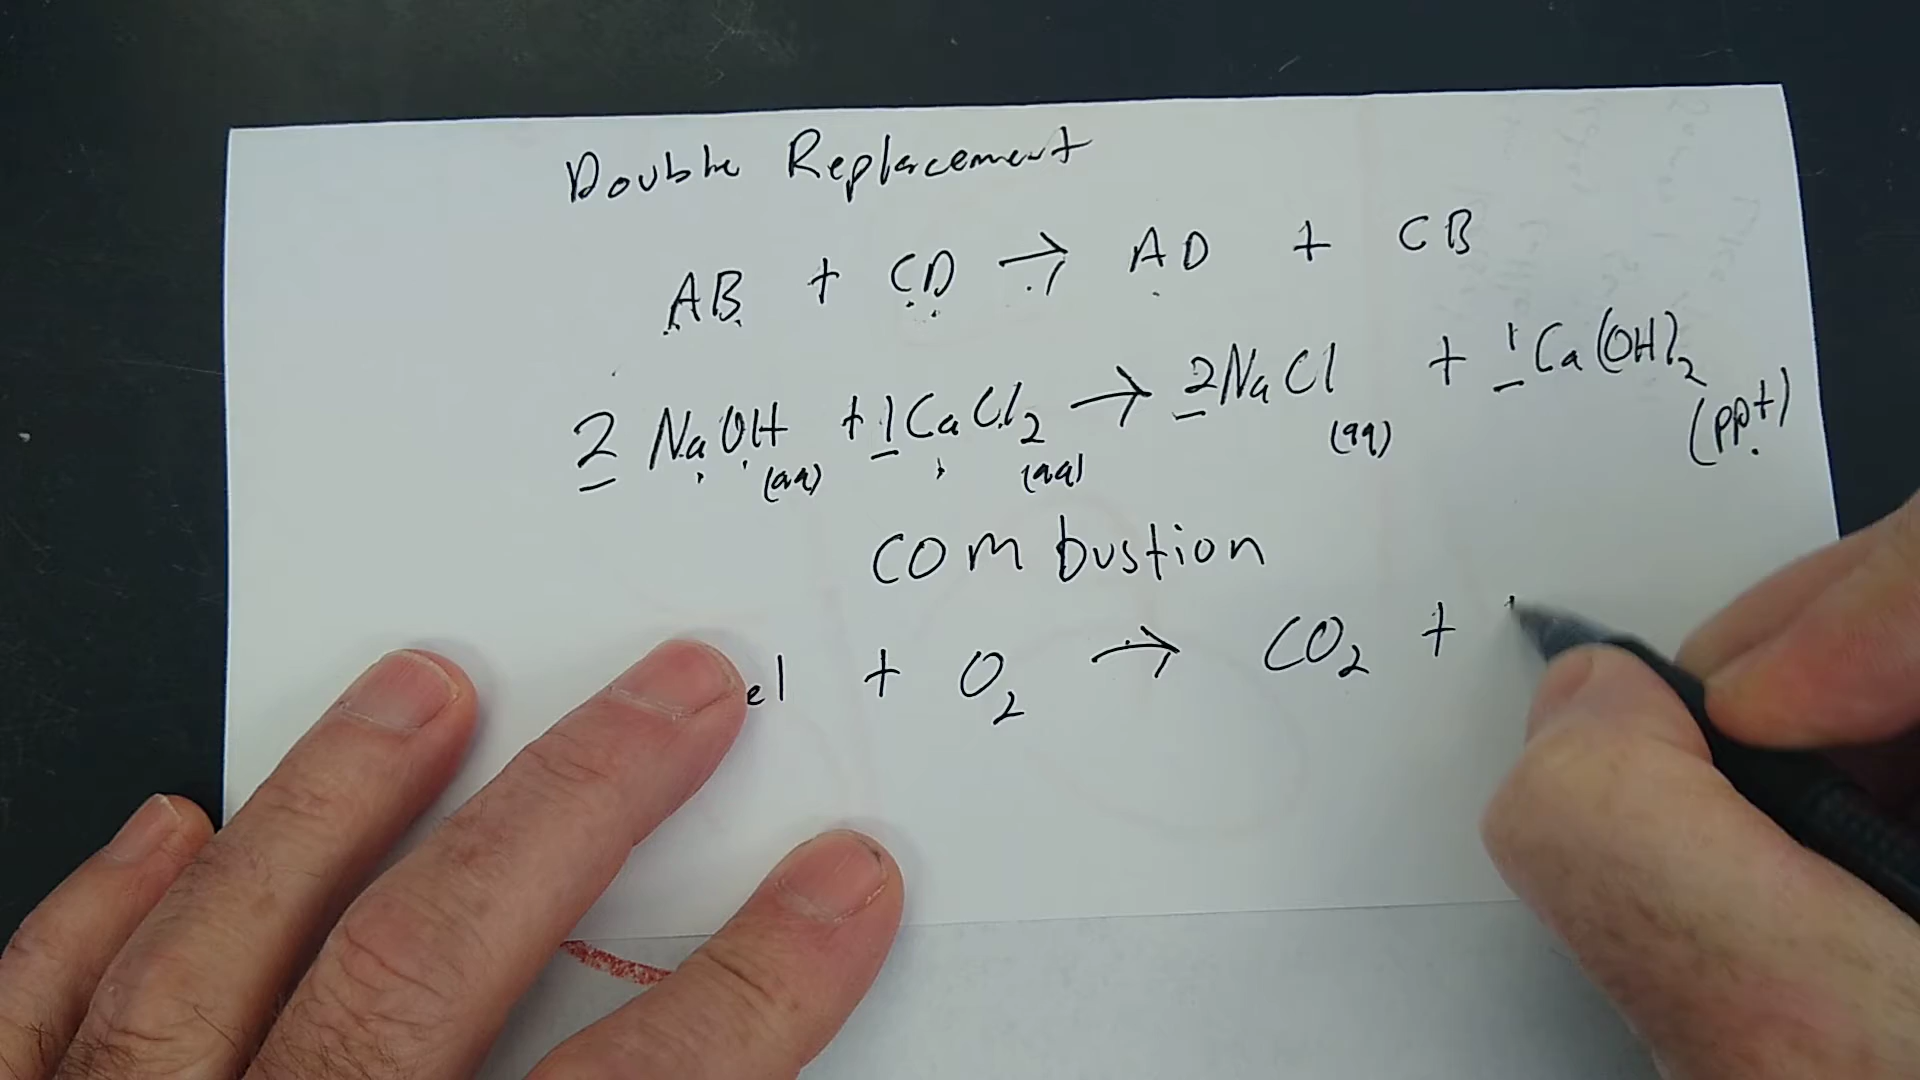 Double Replacement
AB + CD → AD + CB
2 NaOH (aq) + 1 CaCl2 (aq) → 2 NaCl (aq) + 1 Ca(OH)2 (ppt)
combustion
el + O2 → CO2 +